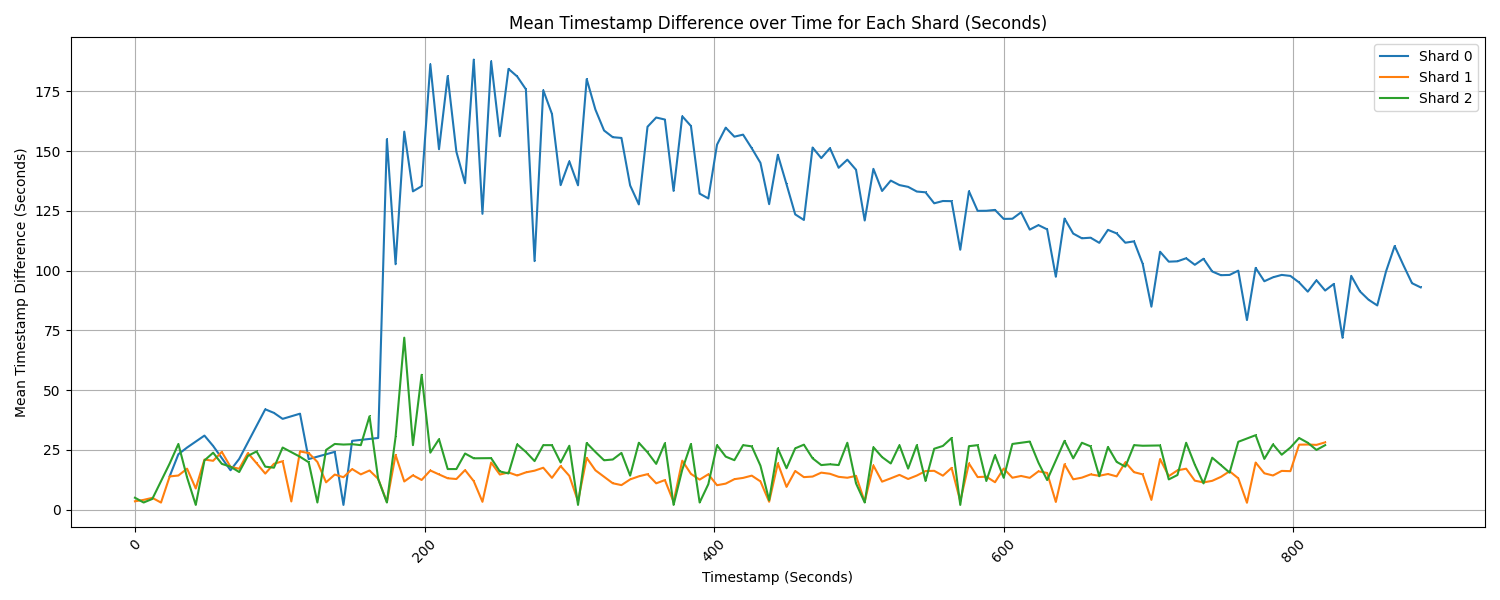 Mean Timestamp Difference over Time for Each Shard (Seconds)
Shard 0
Shard 1
Shard 2
Mean Timestamp Difference (Seconds)
175
150
125
100
75
50
25
0
0
200
400
600
800
Timestamp (Seconds)